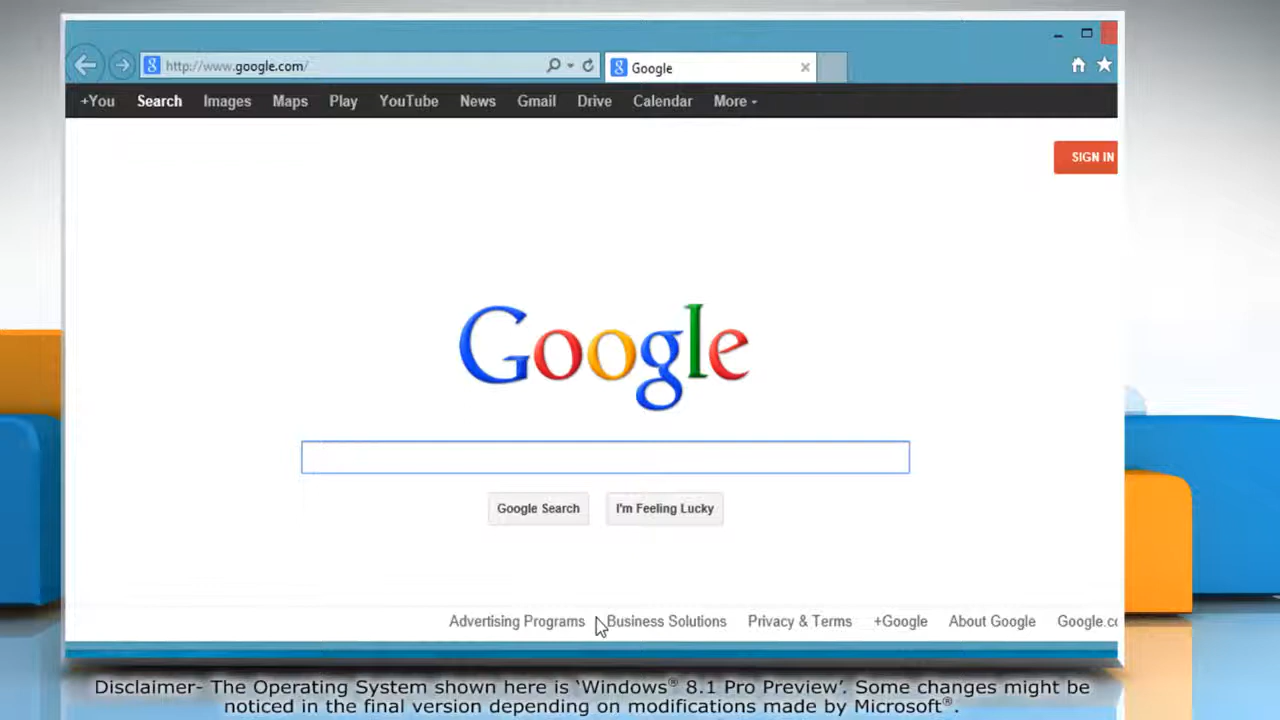 http://www.google.com/
Google
+You Search Images Maps Play YouTube News Gmail Drive Calendar More
SIGN IN
Google
Google Search I'm Feeling Lucky
Advertising Programs Business Solutions Privacy & Terms +Google About Google Google.co
Disclaimer- The Operating System shown here is ‘Windows® 8.1 Pro Preview’. Some changes might be
noticed in the final version depending on modifications made by Microsoft®.